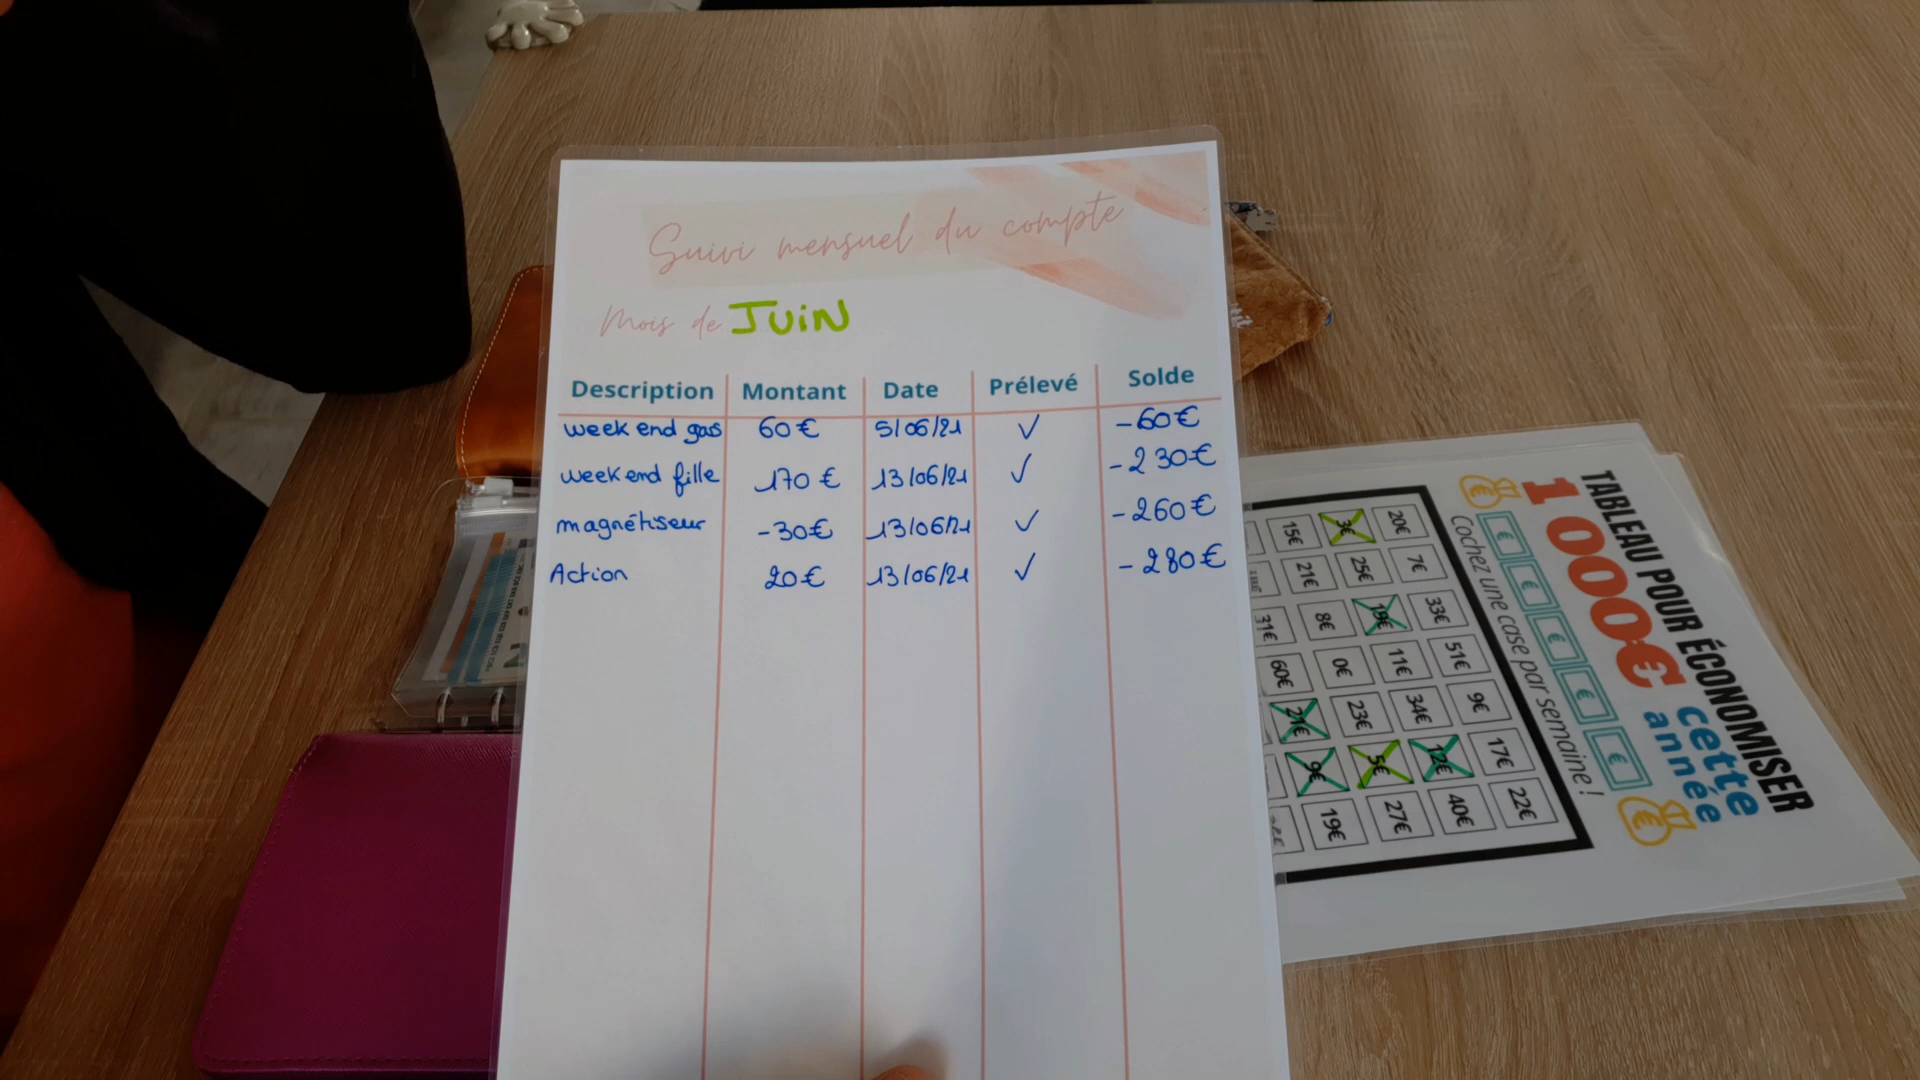 Suivi mensuel du compte
Mois de JUiN
Description Montant Date Prélevé Solde
week end gas 60€ 5/06/21 ✓ -60€
week end fille 170€ 13/06/21 ✓ -230€
magnétiseur -30€ 13/06/21 ✓ -260€
Action 20€ 13/06/21 ✓ -280€
TABLEAU POUR ÉCONOMISER
1 000€ cette année
Cochez une case par semaine !
20€ 7€ 33€ 51€ 9€ 17€ 22€
3€ 25€ 19€ 11€ 34€ 12€ 40€
15€ 21€ 8€ 0€ 23€ 5€ 27€
31€ 60€ 21€ 9€ 19€